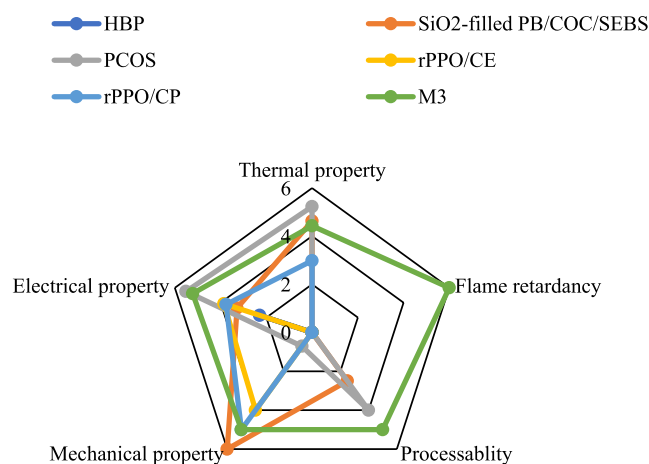 HBP
SiO2-filled PB/COC/SEBS
PCOS
rPPO/CE
rPPO/CP
M3
Thermal property
6
4
Electrical property
Flame retardancy
2
0
Mechanical property
Processablity